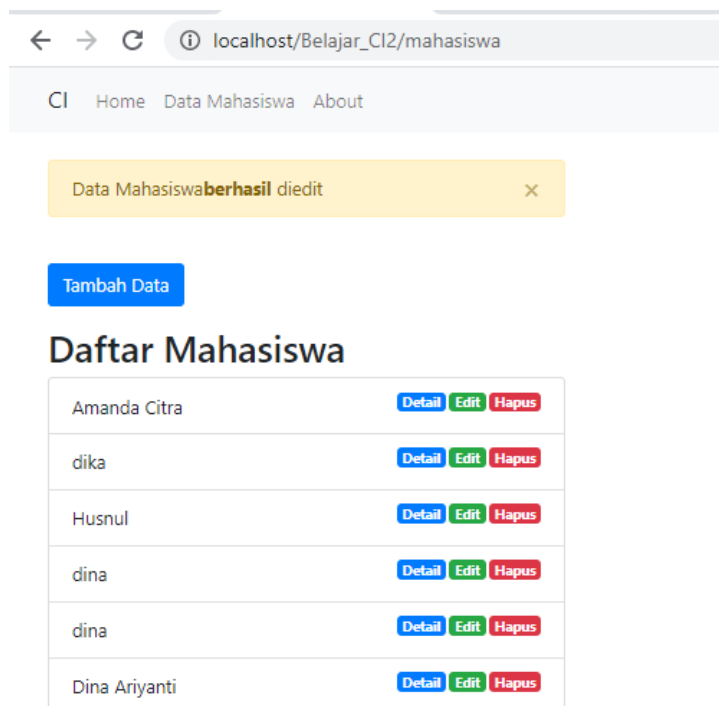 localhost/Belajar_CI2/mahasiswa
CI Home Data Mahasiswa About
Data Mahasiswaberhasil diedit ×
Tambah Data
Daftar Mahasiswa
Amanda Citra Detail Edit Hapus
dika Detail Edit Hapus
Husnul Detail Edit Hapus
dina Detail Edit Hapus
dina Detail Edit Hapus
Dina Ariyanti Detail Edit Hapus